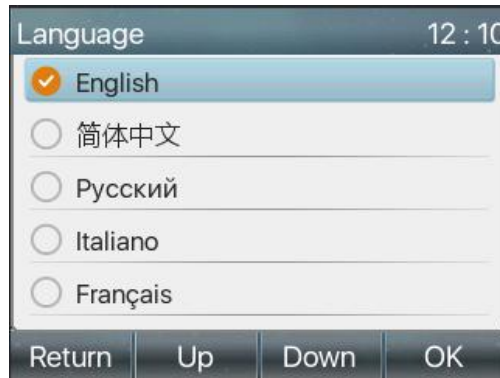 Language 12 : 10
English
简体中文
Русский
Italiano
Français
Return Up Down OK